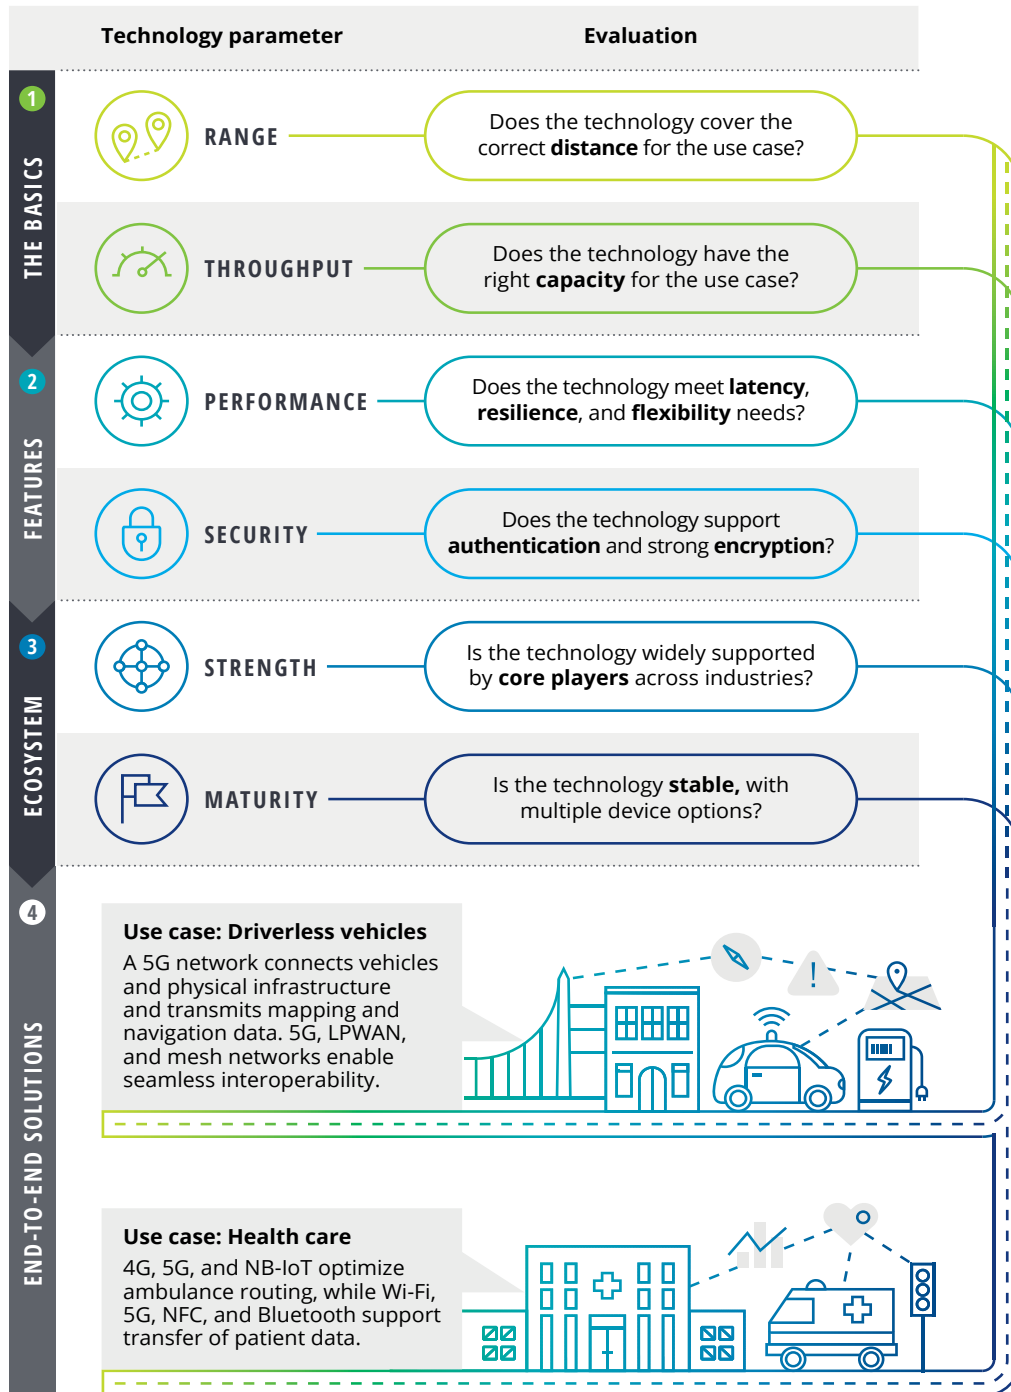 Technology parameter
Evaluation
1
THE BASICS
RANGE
Does the technology cover the
correct distance for the use case?
THROUGHPUT
Does the technology have the
right capacity for the use case?
2
FEATURES
PERFORMANCE
Does the technology meet latency,
resilience, and flexibility needs?
SECURITY
Does the technology support
authentication and strong encryption?
3
ECOSYSTEM
STRENGTH
Is the technology widely supported
by core players across industries?
MATURITY
Is the technology stable, with
multiple device options?
4
END-TO-END SOLUTIONS
Use case: Driverless vehicles
A 5G network connects vehicles
and physical infrastructure
and transmits mapping and
navigation data. 5G, LPWAN,
and mesh networks enable
seamless interoperability.
!
Use case: Health care
4G, 5G, and NB-IoT optimize
ambulance routing, while Wi-Fi,
5G, NFC, and Bluetooth support
transfer of patient data.